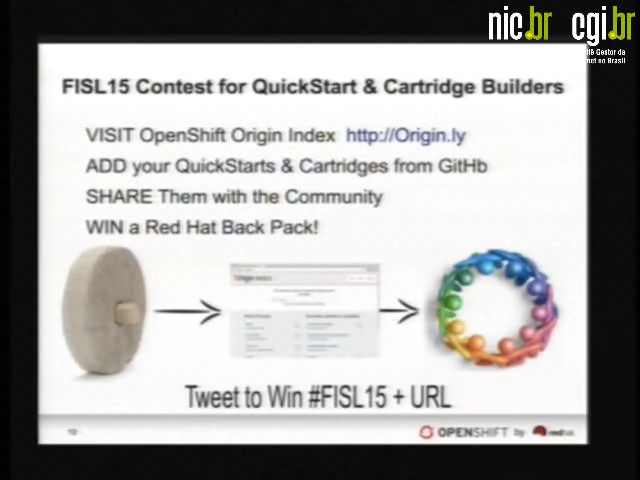 nic.br cgi.br
FISL15 Contest for QuickStart & Cartridge Builders
VISIT OpenShift Origin Index http://Origin.ly
ADD your QuickStarts & Cartridges from GitHb
SHARE Them with the Community
WIN a Red Hat Back Pack!
Tweet to Win #FISL15 + URL
OPENSHIFT by redhat